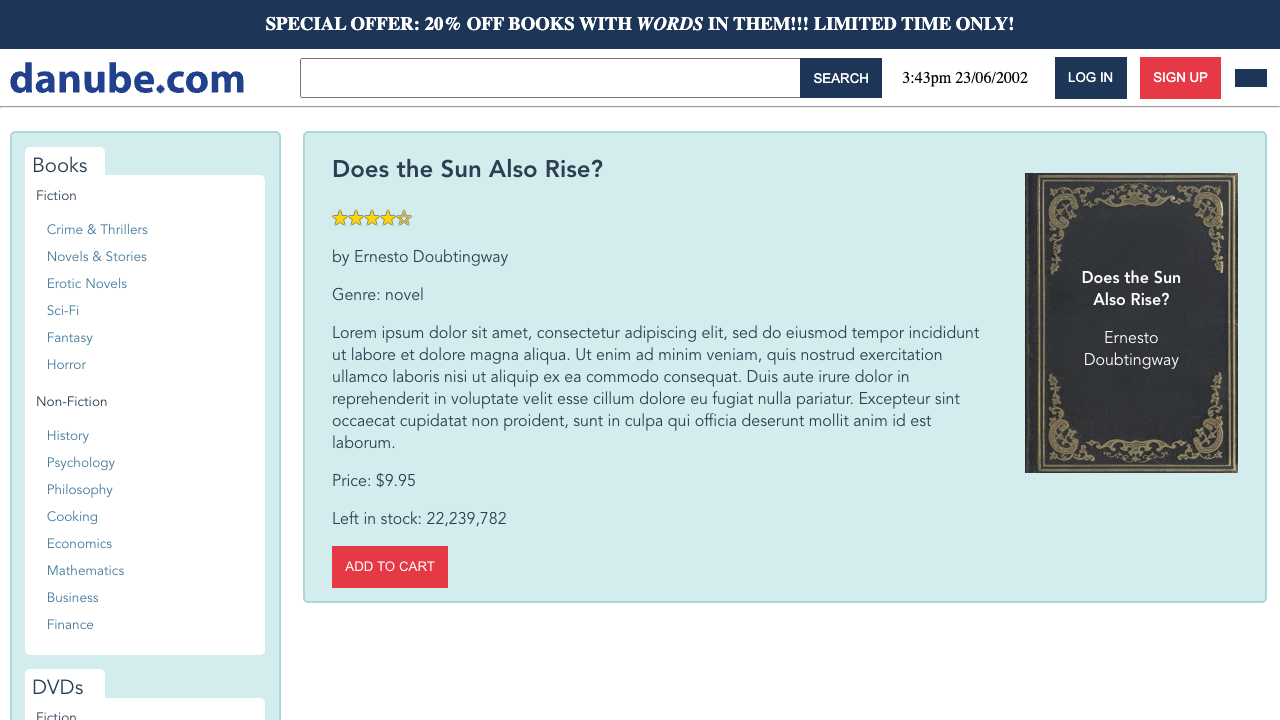 SPECIAL OFFER: 20% OFF BOOKS WITH WORDS IN THEM!!! LIMITED TIME ONLY!
danube.com
SEARCH
3:43pm 23/06/2002
LOG IN
SIGN UP
Books
Fiction
Crime & Thrillers
Novels & Stories
Erotic Novels
Sci-Fi
Fantasy
Horror
Non-Fiction
History
Psychology
Philosophy
Cooking
Economics
Mathematics
Business
Finance
DVDs
Fiction
Does the Sun Also Rise?
★★★★☆
by Ernesto Doubtingway
Genre: novel
Lorem ipsum dolor sit amet, consectetur adipiscing elit, sed do eiusmod tempor incididunt
ut labore et dolore magna aliqua. Ut enim ad minim veniam, quis nostrud exercitation
ullamco laboris nisi ut aliquip ex ea commodo consequat. Duis aute irure dolor in
reprehenderit in voluptate velit esse cillum dolore eu fugiat nulla pariatur. Excepteur sint
occaecat cupidatat non proident, sunt in culpa qui officia deserunt mollit anim id est
laborum.
Price: $9.95
Left in stock: 22,239,782
ADD TO CART
Does the Sun
Also Rise?
Ernesto
Doubtingway